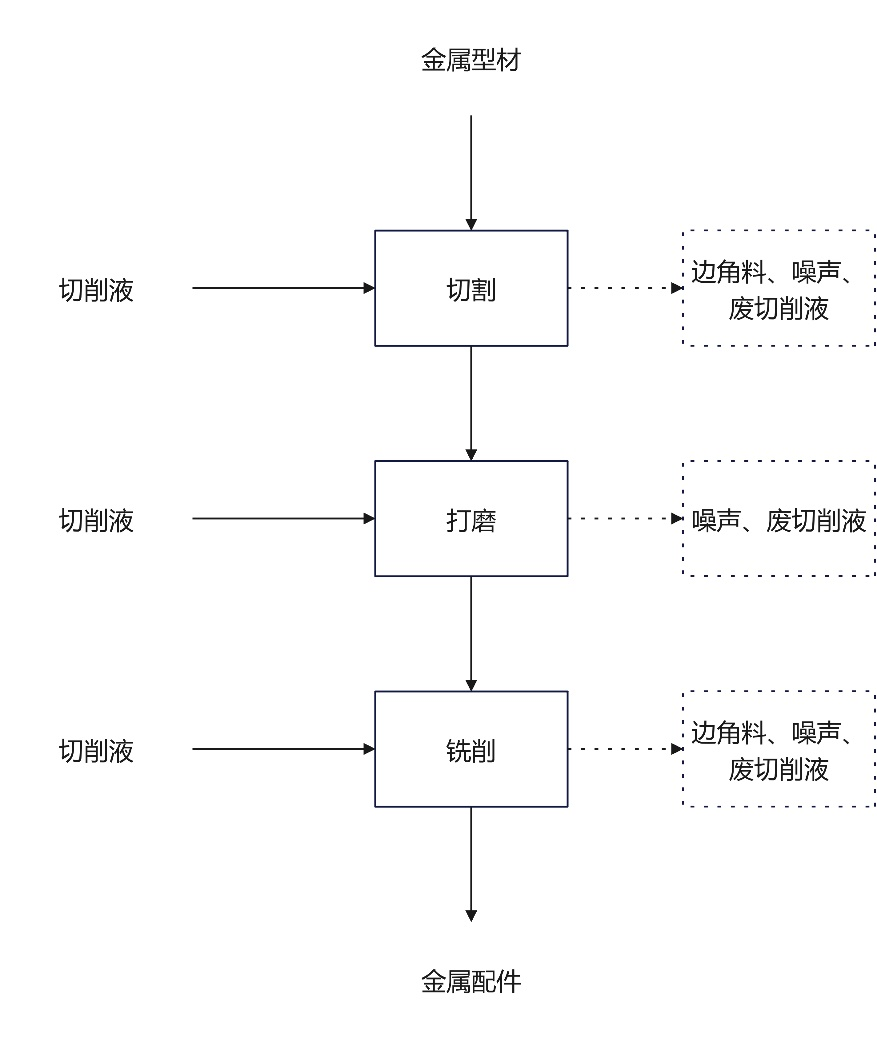 金属型材
切削液
切割
边角料、噪声、
废切削液
切削液
打磨
噪声、废切削液
切削液
铣削
边角料、噪声、
废切削液
金属配件